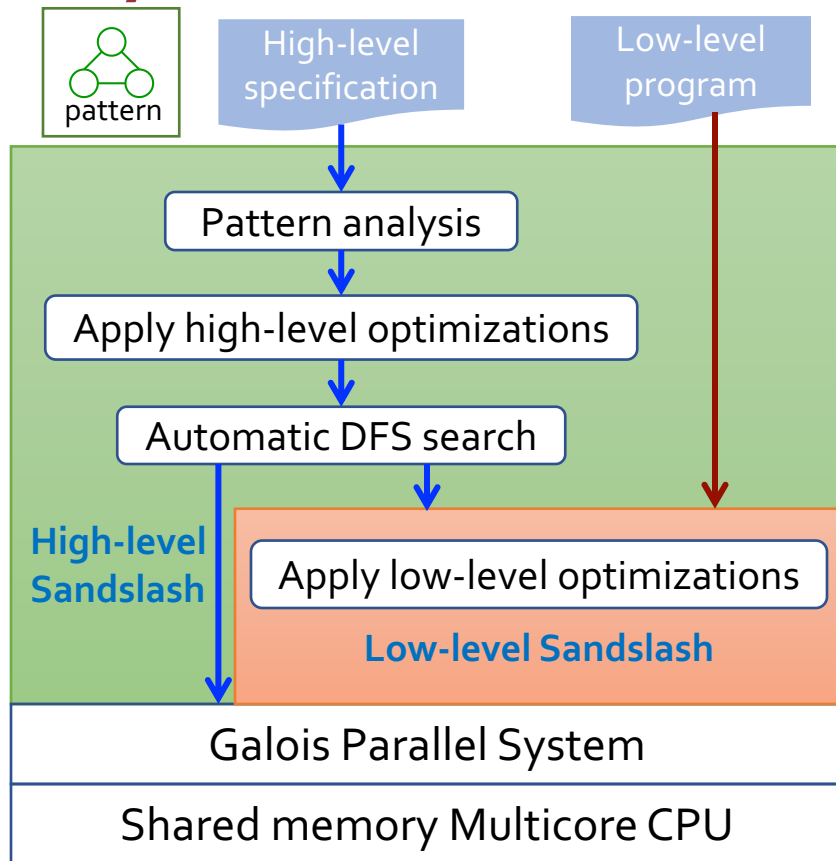 pattern
High-level
specification
Low-level
program
Pattern analysis
Apply high-level optimizations
Automatic DFS search
High-level
Sandslash
Apply low-level optimizations
Low-level Sandslash
Galois Parallel System
Shared memory Multicore CPU